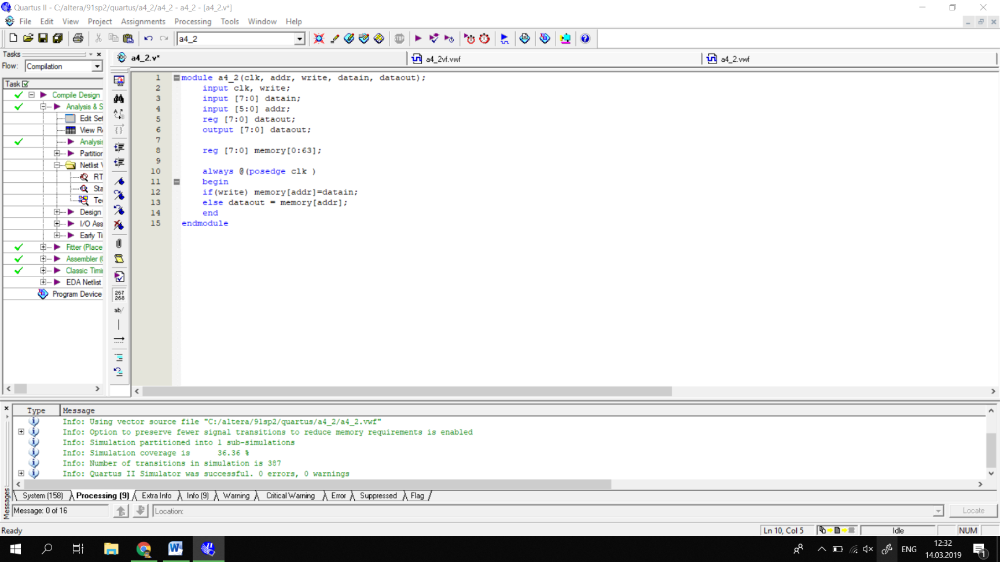 Quartus II - C:/altera/91sp2/quartus/a4_2/a4_2 - a4_2 - [a4_2.v*]
File Edit View Project Assignments Processing Tools Window Help
a4_2
Tasks
Flow: Compilation
Task
Compile Design
Analysis & S
Edit Set
View Re
Analysis
Partition
Netlist V
RT
Sta
Te
Design
I/O Ass
Early Ti
Fitter (Place
Assembler (
Classic Timi
EDA Netlist
Program Device
267
268
ab/
a4_2.v* a4_2vf.vwf a4_2.vwf
1 module a4_2(clk, addr, write, datain, dataout);
2 input clk, write;
3 input [7:0] datain;
4 input [5:0] addr;
5 reg [7:0] dataout;
6 output [7:0] dataout;
7
8 reg [7:0] memory[0:63];
9
10 always @(posedge clk )
11 begin
12 if(write) memory[addr]=datain;
13 else dataout = memory[addr];
14 end
15 endmodule
Type Message
Info: Using vector source file "C:/altera/91sp2/quartus/a4_2/a4_2.vwf"
Info: Option to preserve fewer signal transitions to reduce memory requirements is enabled
Info: Simulation partitioned into 1 sub-simulations
Info: Simulation coverage is 36.36 %
Info: Number of transitions in simulation is 387
Info: Quartus II Simulator was successful. 0 errors, 0 warnings
System (158) Processing (9) Extra Info Info (9) Warning Critical Warning Error Suppressed Flag
Messages
Message: 0 of 16 Location: Locate
Ready Ln 10, Col 5 Idle NUM
ENG 12:32
14.03.2019
1